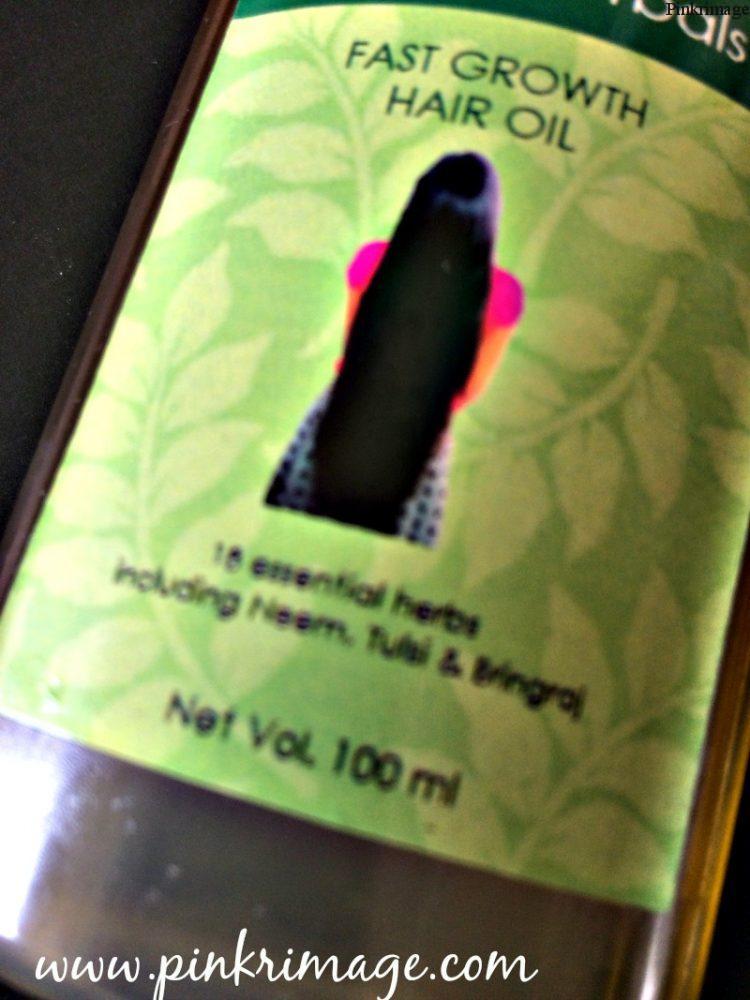 Pinkrimage
FAST GROWTH
HAIR OIL
18 essential herbs
including Neem, Tulsi & Bringraj
Net Vol. 100 ml
www.pinkrimage.com